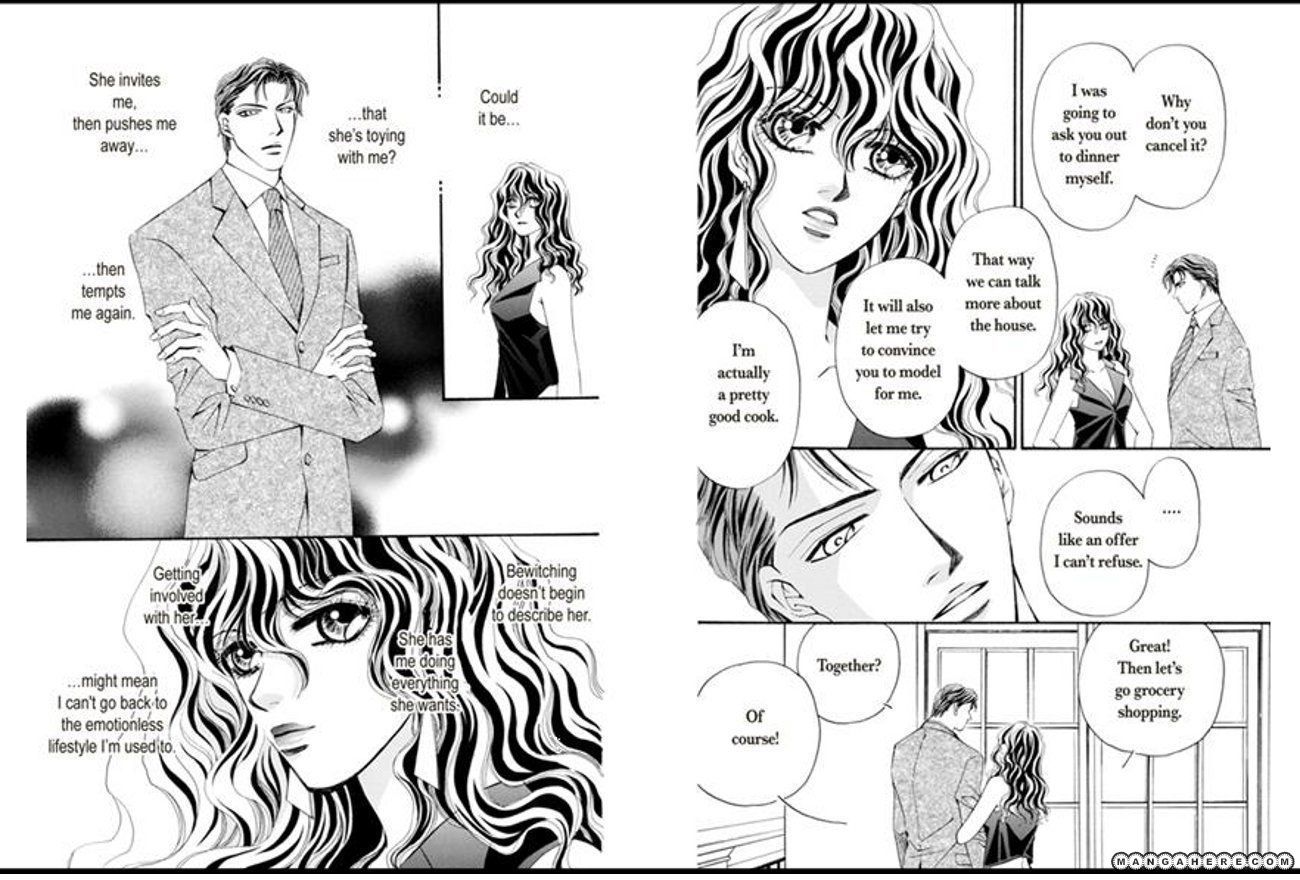 Why
don't you
cancel it?
I was
going to
ask you out
to dinner
myself.
That way
we can talk
more about
the house.
It will also
let me try
to convince
you to model
for me.
I'm
actually
a pretty
good cook.
....
Sounds
like an offer
I can't refuse.
Great!
Then let's
go grocery
shopping.
Together?
Of
course!
Could
it be...
...that
she's toying
with me?
She invites
me,
then pushes me
away...
...then
tempts
me again.
Bewitching
doesn't begin
to describe her.
She has
me doing
everything
she wants.
Getting
involved
with her...
...might mean
I can't go back to
the emotionless
lifestyle I'm used to.
MANGAHERE.COM